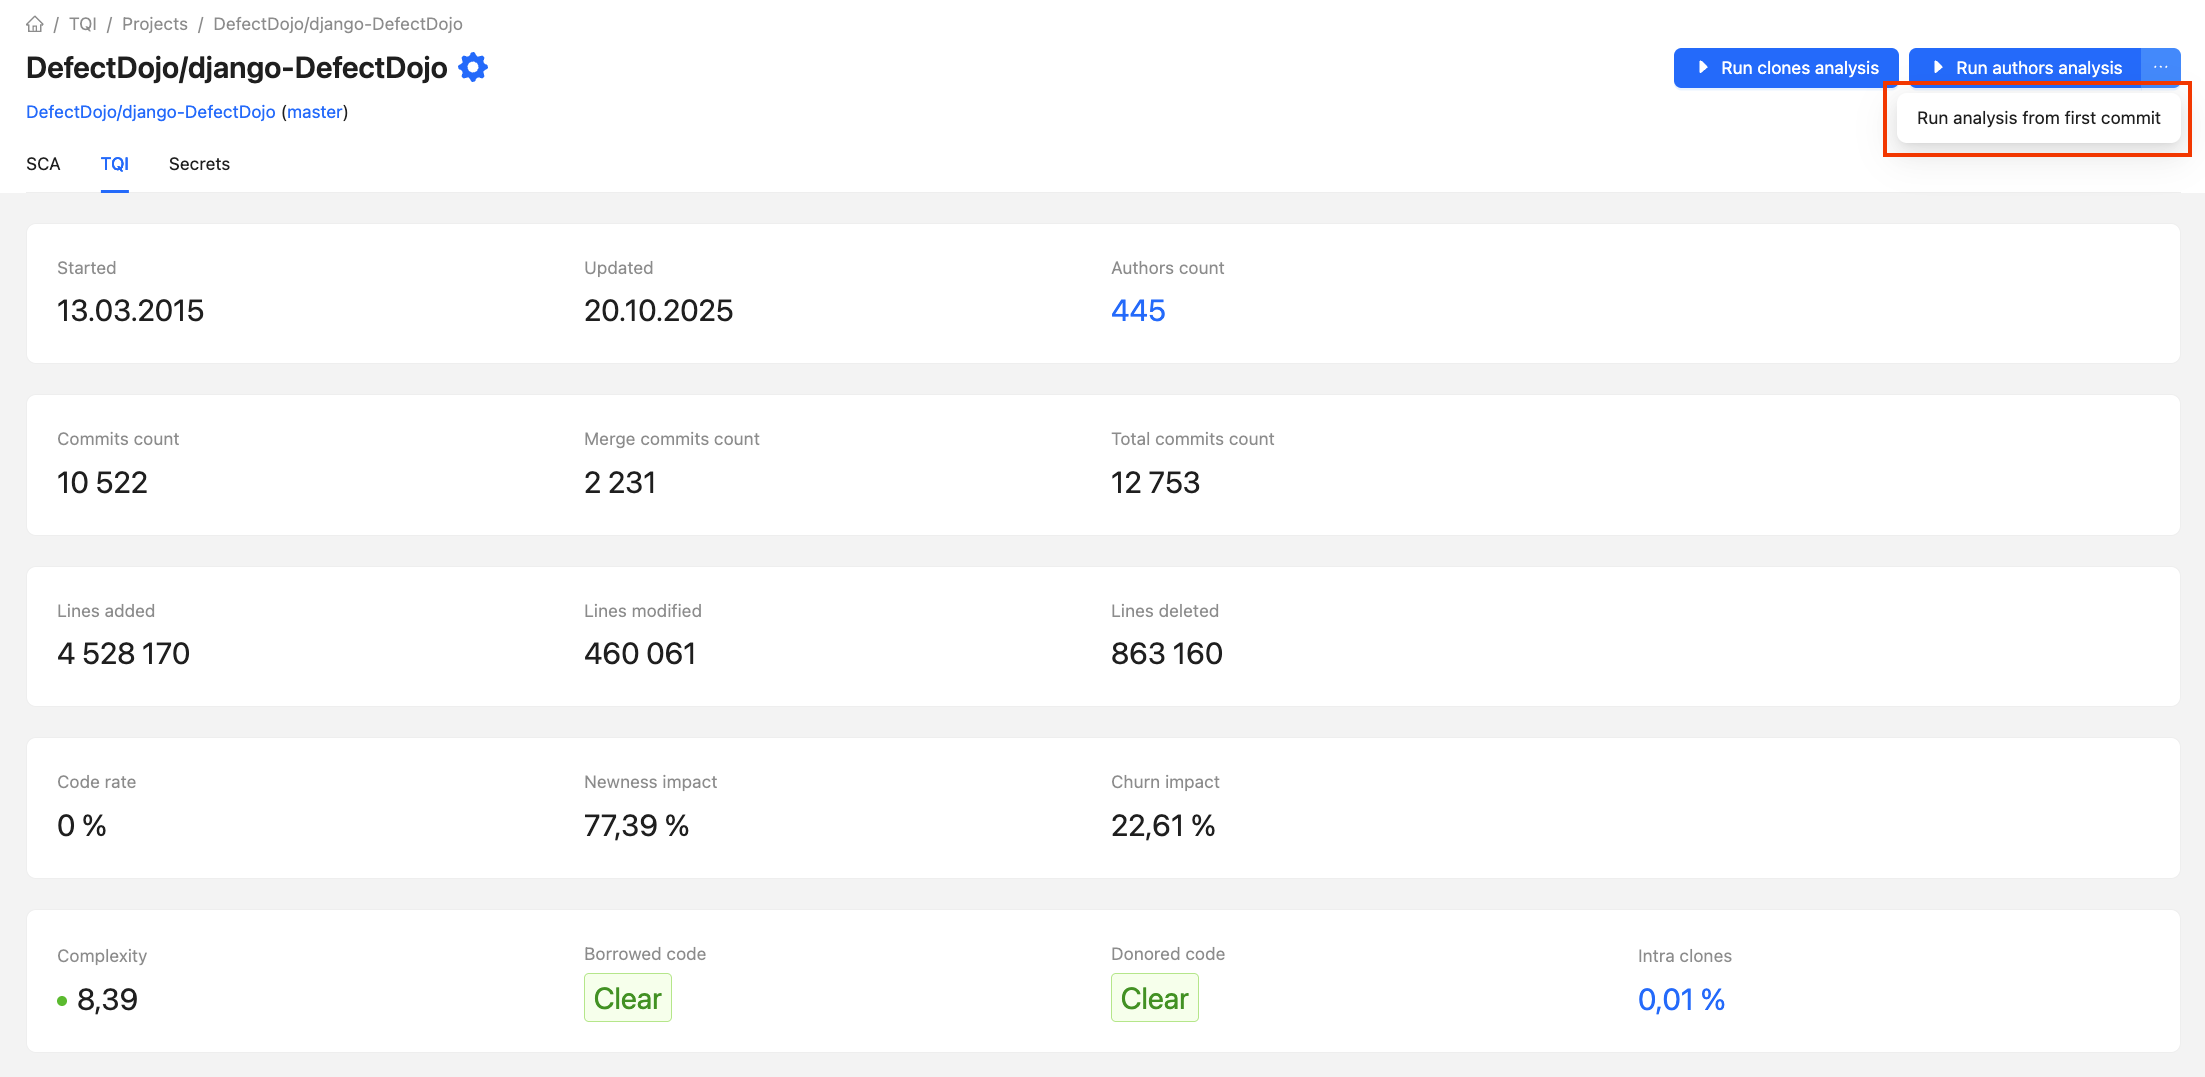 / TQI / Projects / DefectDojo/django-DefectDojo
DefectDojo/django-DefectDojo
Run clones analysis
Run authors analysis ...
DefectDojo/django-DefectDojo (master)
Run analysis from first commit
SCA TQI Secrets
Started Updated Authors count
13.03.2015 20.10.2025 445
Commits count Merge commits count Total commits count
10 522 2 231 12 753
Lines added Lines modified Lines deleted
4 528 170 460 061 863 160
Code rate Newness impact Churn impact
0 % 77,39 % 22,61 %
Complexity Borrowed code Donored code Intra clones
8,39 Clear Clear 0,01 %